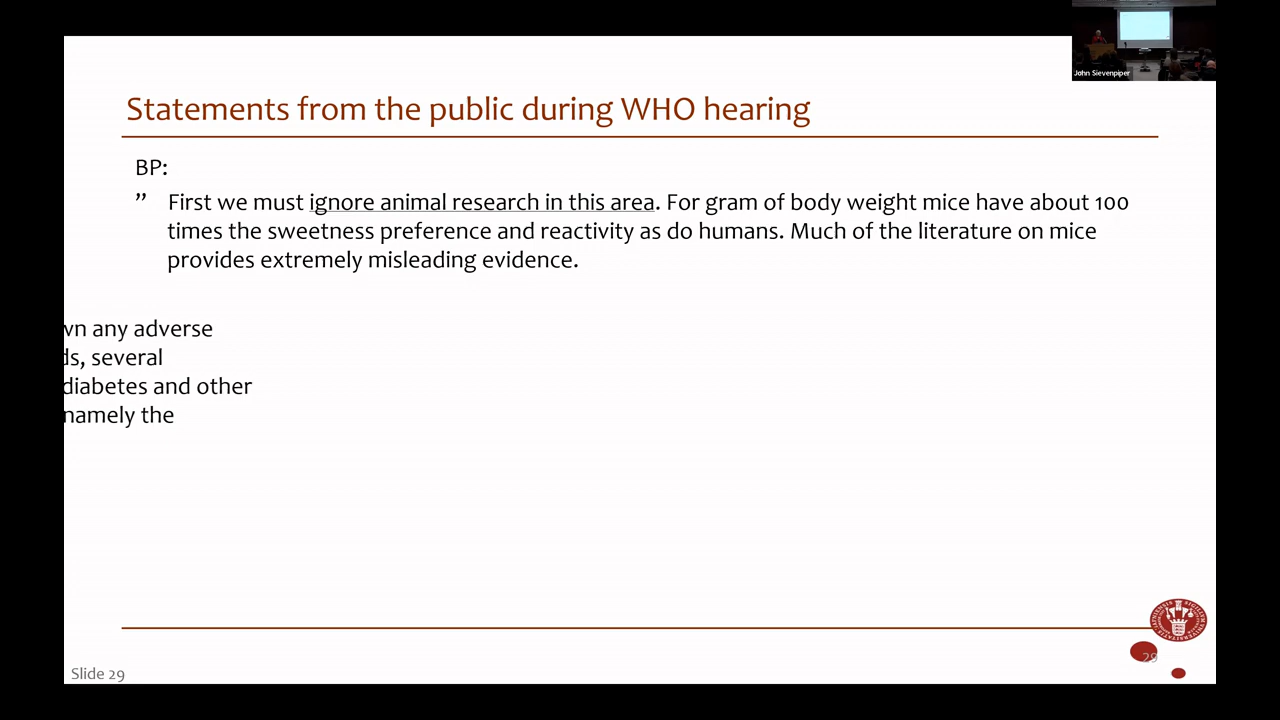 John Sievenpiper
Statements from the public during WHO hearing
BP:
” First we must ignore animal research in this area. For gram of body weight mice have about 100
times the sweetness preference and reactivity as do humans. Much of the literature on mice
provides extremely misleading evidence.
any adverse
several
diabetes and other
namely the
29
Slide 29